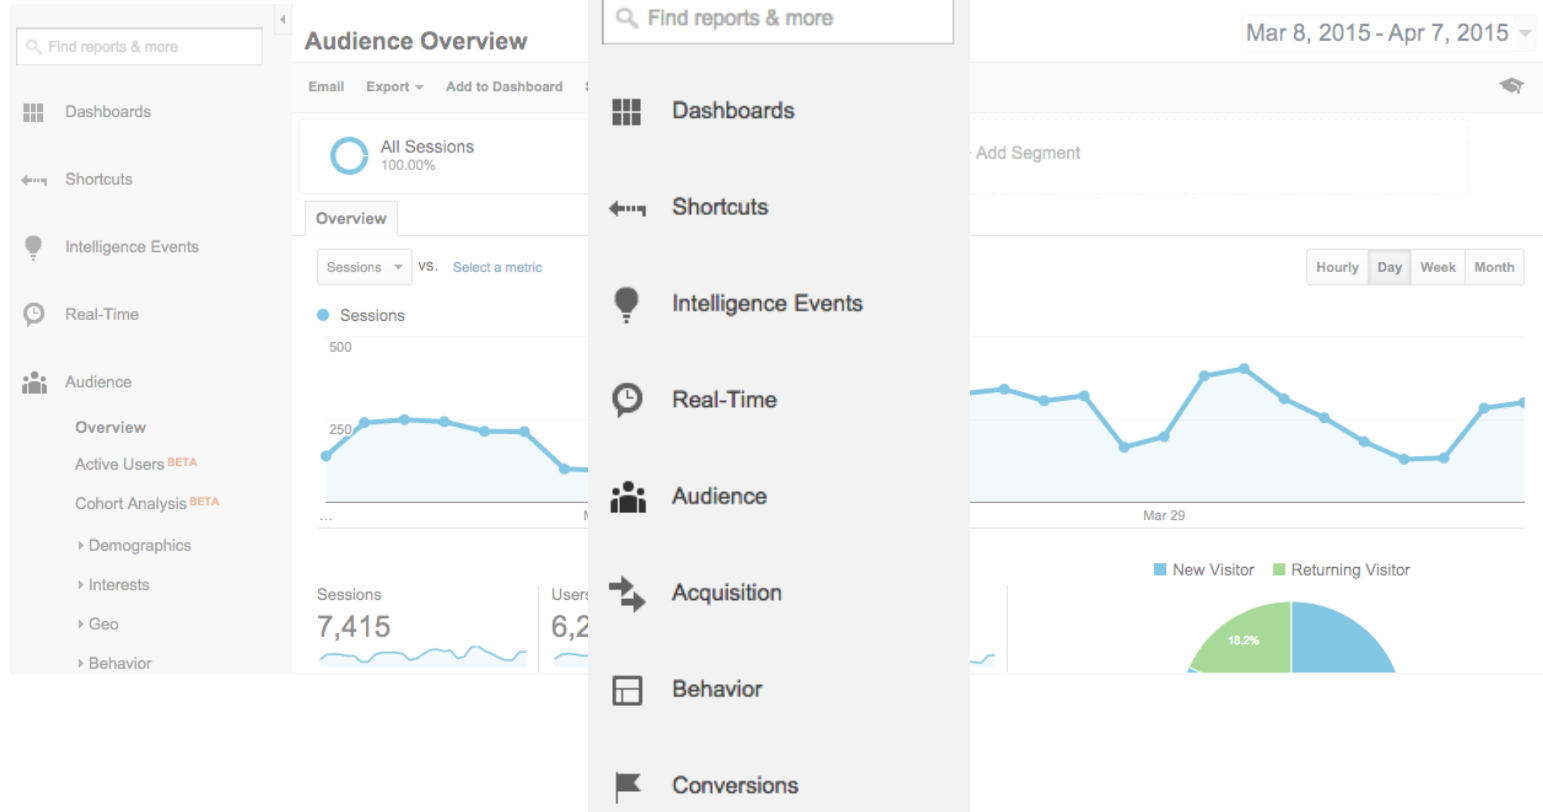 Find reports & more
Dashboards
Shortcuts
Intelligence Events
Real-Time
Audience
Overview
Active Users BETA
Cohort Analysis BETA
Demographics
Interests
Geo
Behavior
Audience Overview
Mar 8, 2015 - Apr 7, 2015
Email Export Add to Dashboard
All Sessions
100.00%
Add Segment
Overview
Sessions VS. Select a metric
Hourly Day Week Month
Sessions
500
250
...
Mar 29
Sessions
7,415
New Visitor Returning Visitor
18.2%
Find reports & more
Dashboards
Shortcuts
Intelligence Events
Real-Time
Audience
Acquisition
Behavior
Conversions